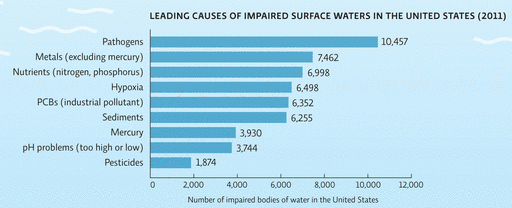 LEADING CAUSES OF IMPAIRED SURFACE WATERS IN THE UNITED STATES (2011)
Pathogens 10,457
Metals (excluding mercury) 7,462
Nutrients (nitrogen, phosphorus) 6,998
Hypoxia 6,498
PCBs (industrial pollutant) 6,352
Sediments 6,255
Mercury 3,930
pH problems (too high or low) 3,744
Pesticides 1,874
0 2,000 4,000 6,000 8,000 10,000 12,000
Number of impaired bodies of water in the United States